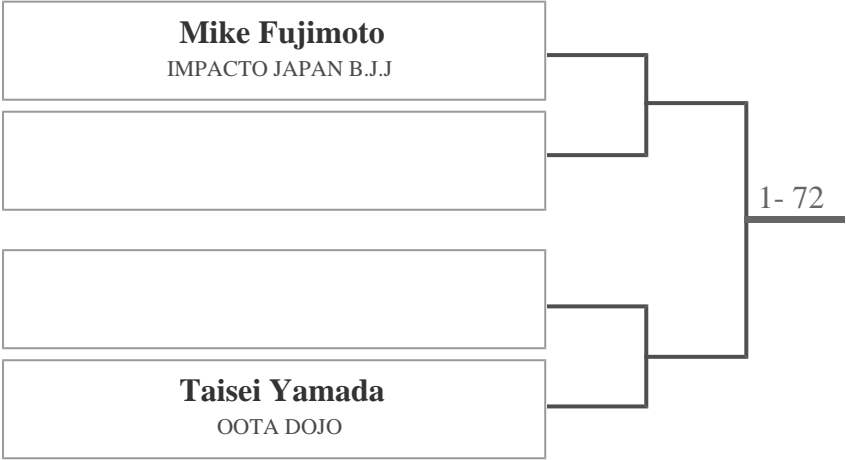 Mike Fujimoto
IMPACTO JAPAN B.J.J
1- 72
Taisei Yamada
OOTA DOJO